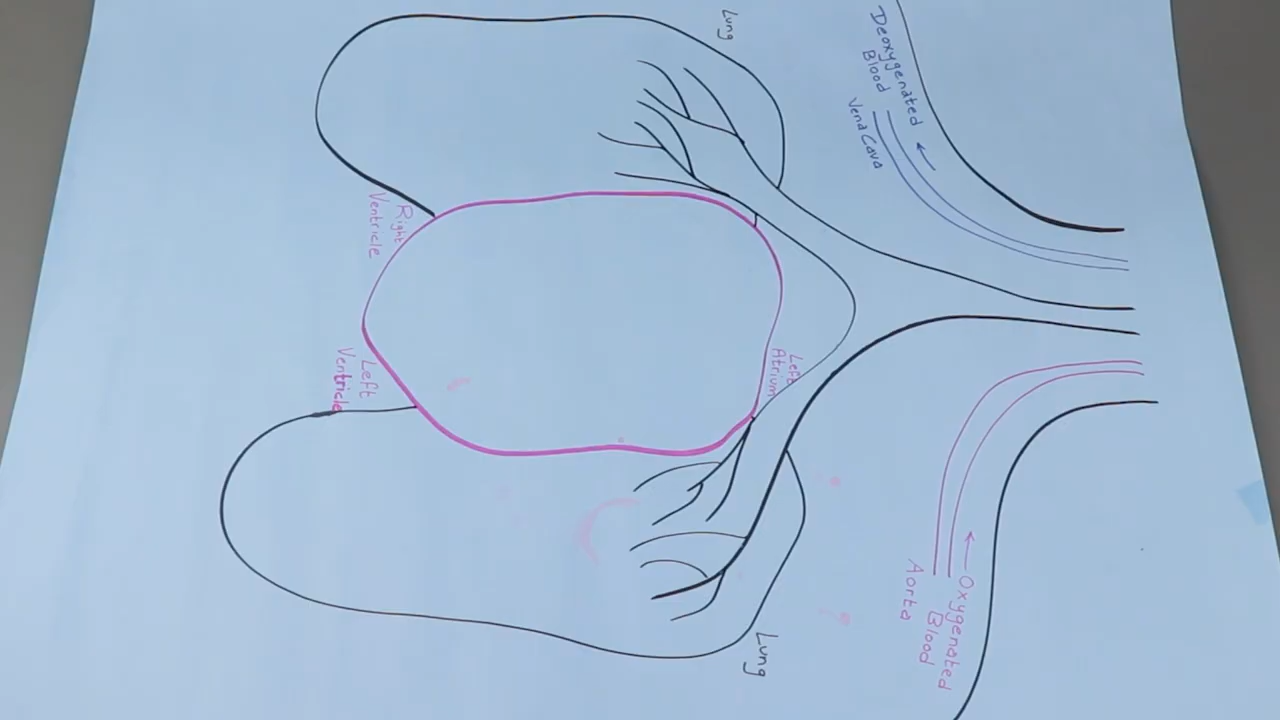 Lung
Deoxygenated
Blood
Vena Cava
Right
Ventricle
Left
Atrium
Left
Ventricle
Oxygenated
Blood
Aorta
Lung